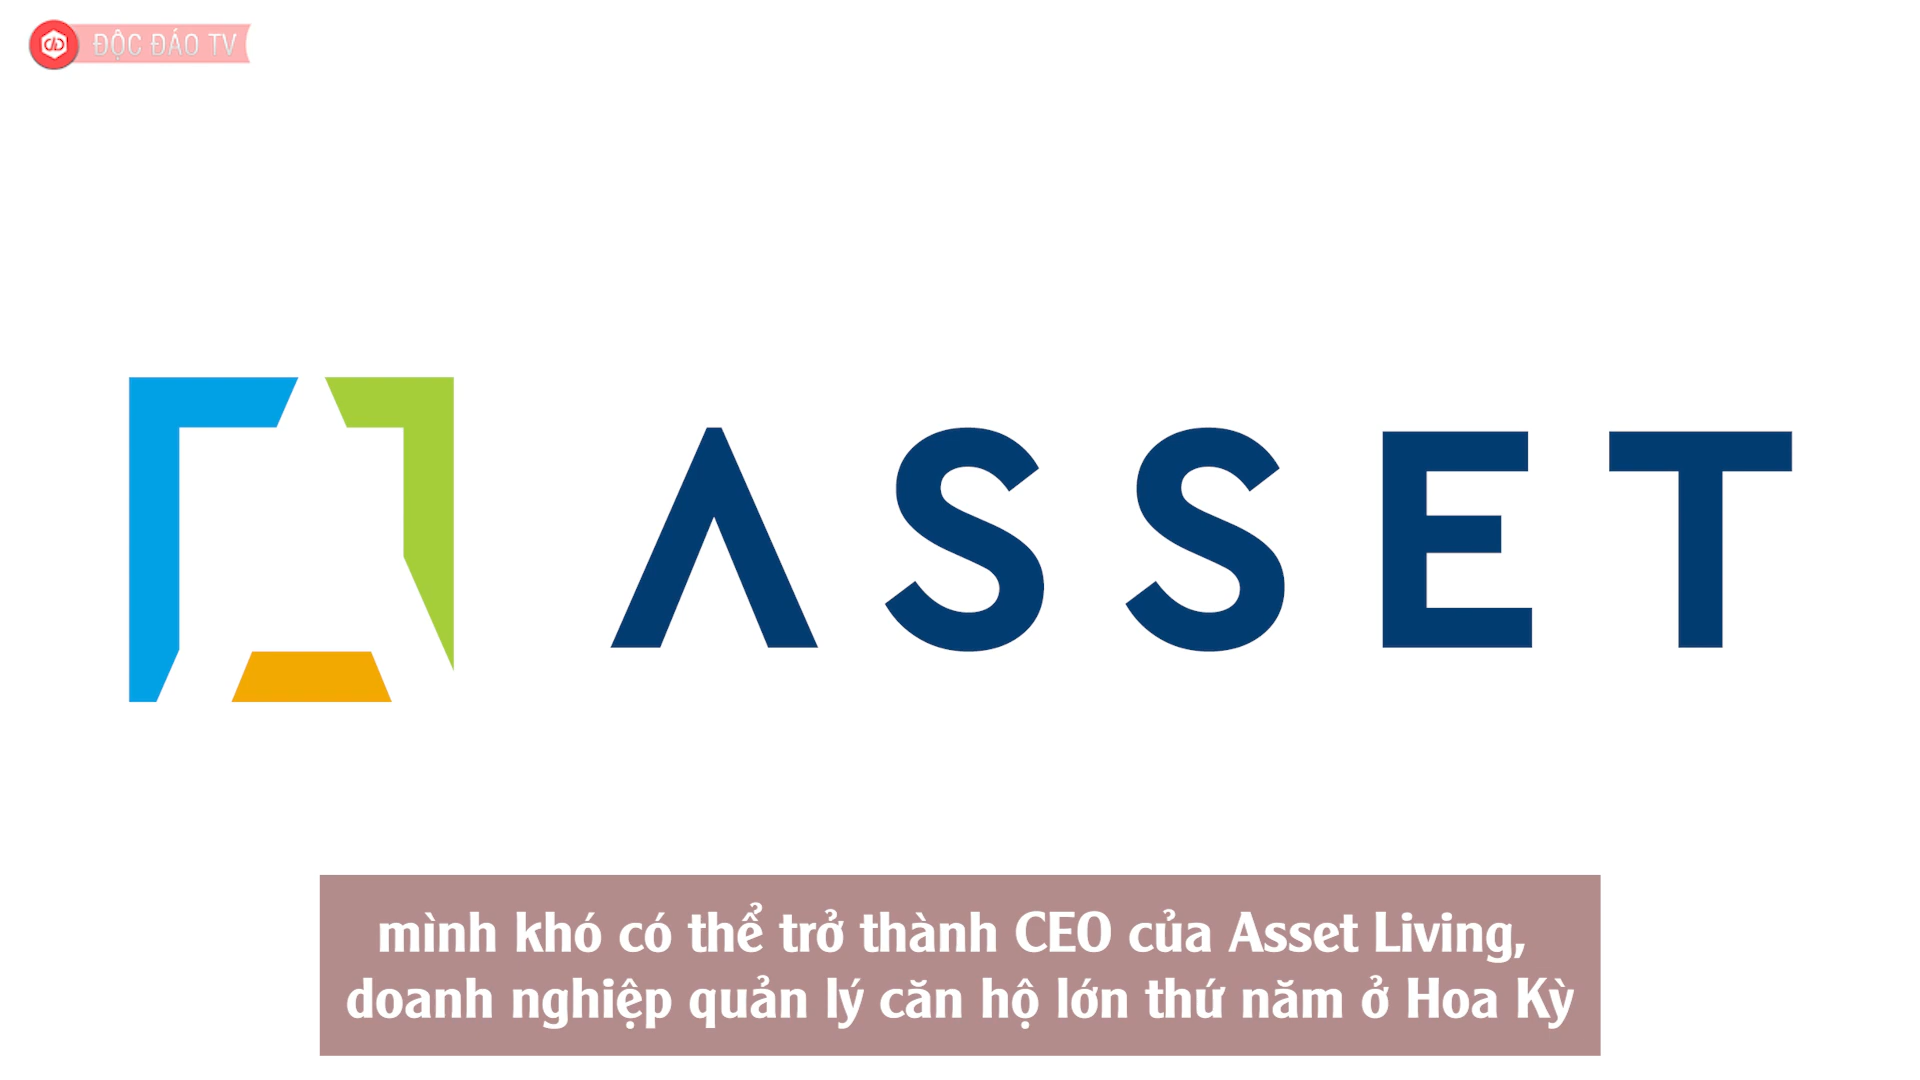 ĐỘC ĐÁO TV
ASSET
mình khó có thể trở thành CEO của Asset Living,
doanh nghiệp quản lý căn hộ lớn thứ năm ở Hoa Kỳ